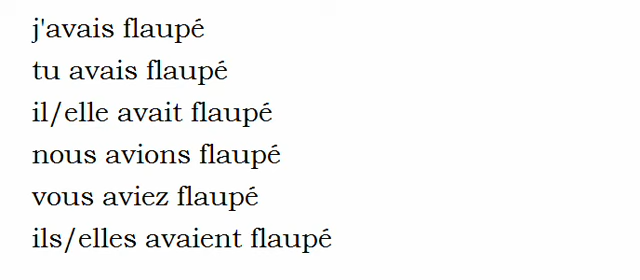 j'avais flaupé
tu avais flaupé
il/elle avait flaupé
nous avions flaupé
vous aviez flaupé
ils/elles avaient flaupé